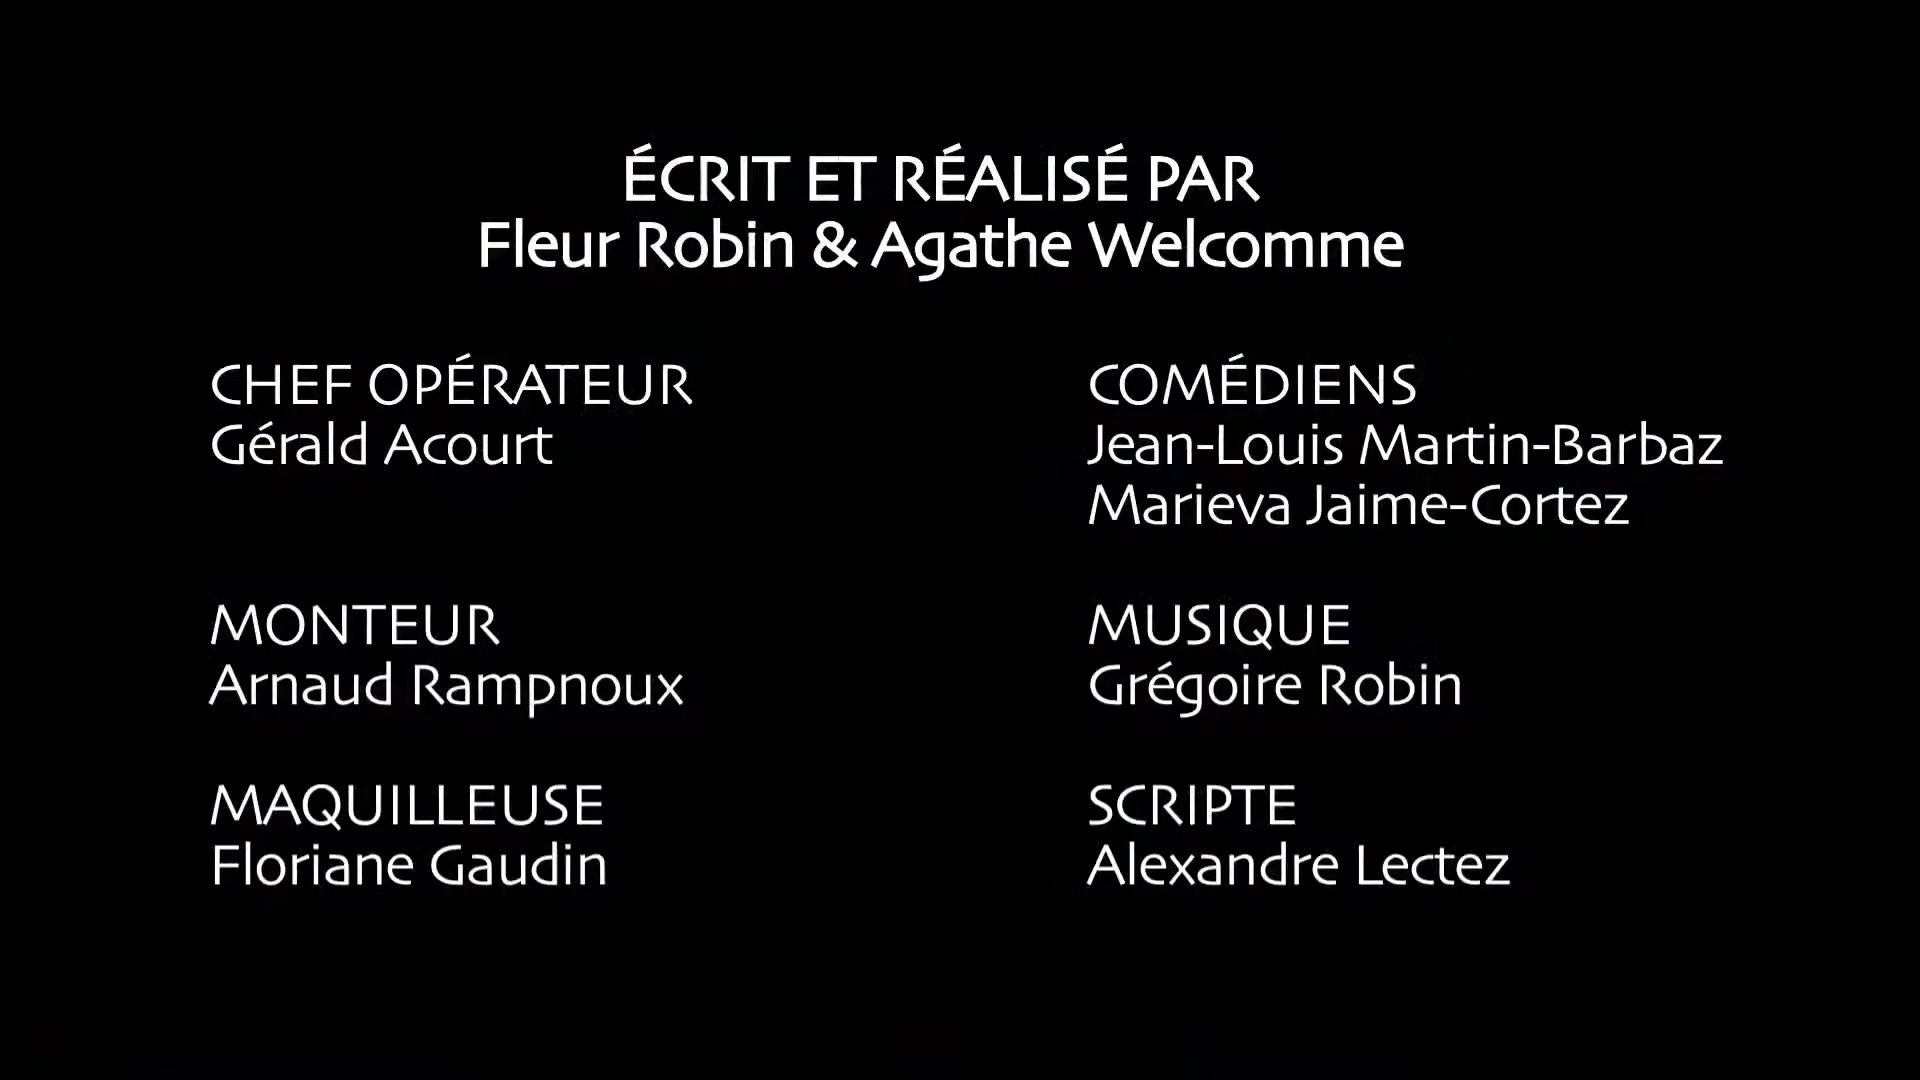 ÉCRIT ET RÉALISÉ PAR
Fleur Robin & Agathe Welcomme
CHEF OPÉRATEUR
Gérald Acourt
COMÉDIENS
Jean-Louis Martin-Barbaz
Marieva Jaime-Cortez
MONTEUR
Arnaud Rampnoux
MUSIQUE
Grégoire Robin
MAQUILLEUSE
Floriane Gaudin
SCRIPTE
Alexandre Lectez